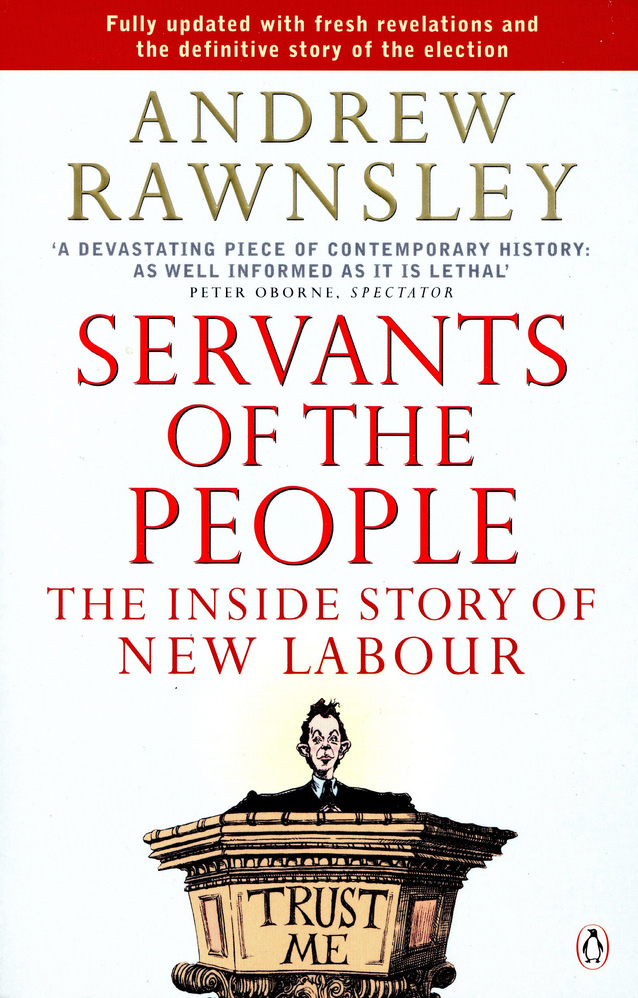 Fully updated with fresh revelations and
the definitive story of the election
ANDREW
RAWNSLEY
‘A DEVASTATING PIECE OF CONTEMPORARY HISTORY:
AS WELL INFORMED AS IT IS LETHAL’
PETER OBORNE, SPECTATOR
SERVANTS
OF THE
PEOPLE
THE INSIDE STORY OF
NEW LABOUR
TRUST
ME